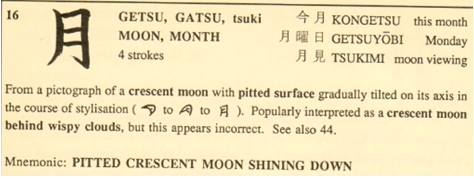 16
月
GETSU, GATSU, tsuki
MOON, MONTH
4 strokes
今月 KONGETSU this month
月曜日 GETSUYŌBI Monday
月見 TSUKIMI moon viewing
From a pictograph of a crescent moon with pitted surface gradually tilted on its axis in
the course of stylisation ( to to ). Popularly interpreted as a crescent moon
behind wispy clouds, but this appears incorrect. See also 44.
Mnemonic: PITTED CRESCENT MOON SHINING DOWN